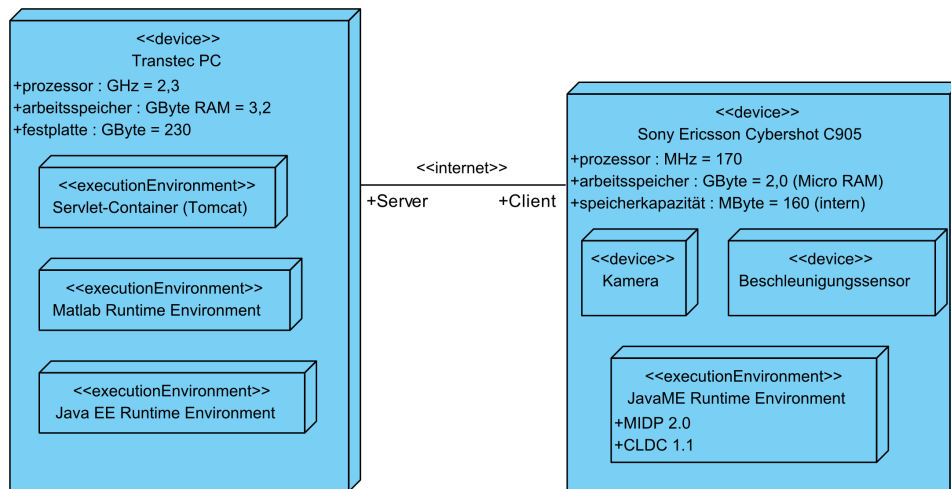 <<device>>
Transtec PC
+prozessor : GHz = 2,3
+arbeitsspeicher : GByte RAM = 3,2
+festplatte : GByte = 230
<<executionEnvironment>>
Servlet-Container (Tomcat)
<<executionEnvironment>>
Matlab Runtime Environment
<<executionEnvironment>>
Java EE Runtime Environment
<<internet>>
+Server
+Client
<<device>>
Sony Ericsson Cybershot C905
+prozessor : MHz = 170
+arbeitsspeicher : GByte = 2,0 (Micro RAM)
+speicherkapazität : MByte = 160 (intern)
<<device>>
Kamera
<<device>>
Beschleunigungssensor
<<executionEnvironment>>
JavaME Runtime Environment
+MIDP 2.0
+CLDC 1.1